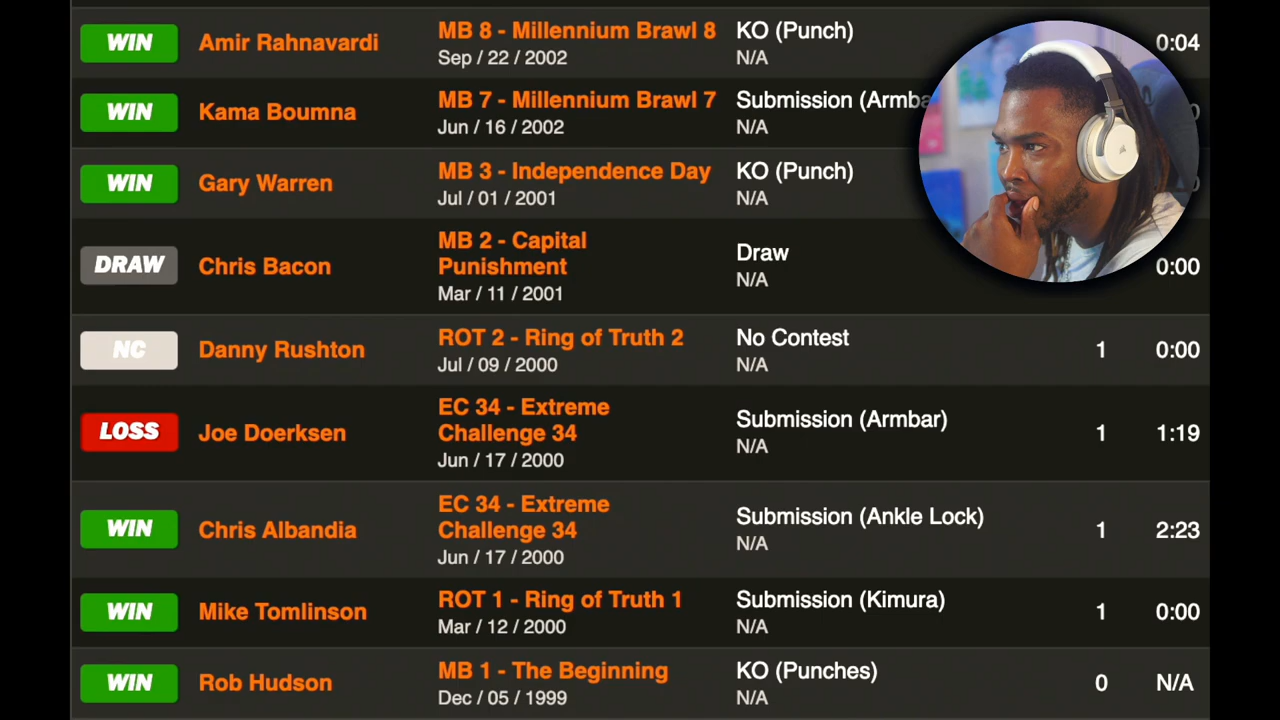 WIN
Amir Rahnavardi
MB 8 - Millennium Brawl 8
Sep / 22 / 2002
KO (Punch)
N/A
0:04
WIN
Kama Boumna
MB 7 - Millennium Brawl 7
Jun / 16 / 2002
Submission
N/A
WIN
Gary Warren
MB 3 - Independence Day
Jul / 01 / 2001
KO (Punch)
N/A
DRAW
Chris Bacon
MB 2 - Capital
Punishment
Mar / 11 / 2001
Draw
N/A
0:00
NC
Danny Rushton
ROT 2 - Ring of Truth 2
Jul / 09 / 2000
No Contest
N/A
1
0:00
LOSS
Joe Doerksen
EC 34 - Extreme
Challenge 34
Jun / 17 / 2000
Submission (Armbar)
N/A
1
1:19
WIN
Chris Albandia
EC 34 - Extreme
Challenge 34
Jun / 17 / 2000
Submission (Ankle Lock)
N/A
1
2:23
WIN
Mike Tomlinson
ROT 1 - Ring of Truth 1
Mar / 12 / 2000
Submission (Kimura)
N/A
1
0:00
WIN
Rob Hudson
MB 1 - The Beginning
Dec / 05 / 1999
KO (Punches)
N/A
0
N/A